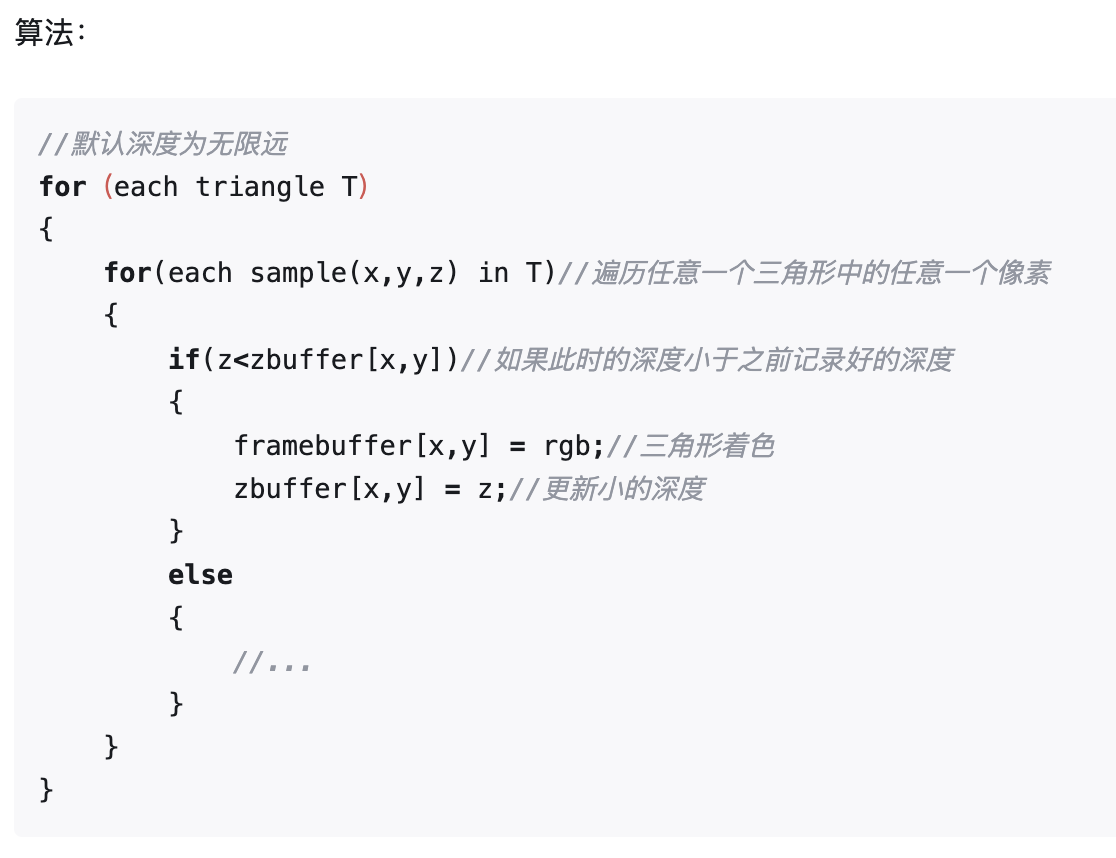 算法：
//默认深度为无限远
for (each triangle T)
{
    for(each sample(x,y,z) in T)//遍历任意一个三角形中的任意一个像素
    {
        if(z<zbuffer[x,y])//如果此时的深度小于之前记录好的深度
        {
            framebuffer[x,y] = rgb;//三角形着色
            zbuffer[x,y] = z;//更新小的深度
        }
        else
        {
            //...
        }
    }
}